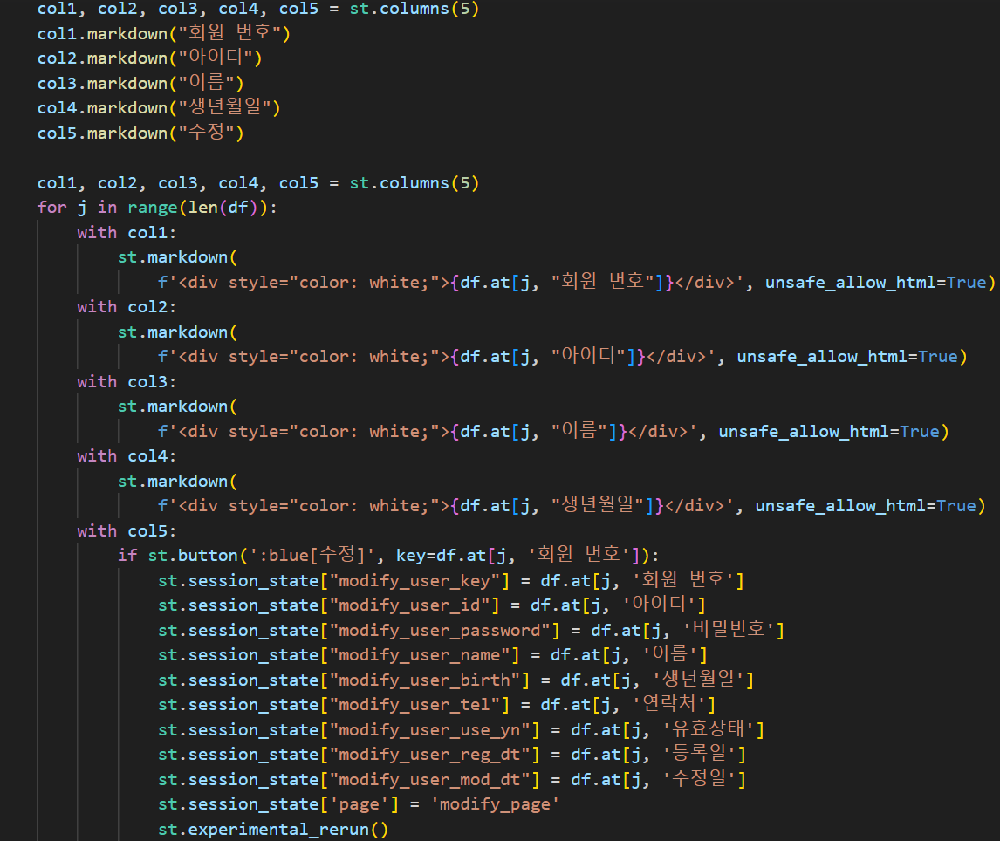 col1, col2, col3, col4, col5 = st.columns(5)
col1.markdown("회원 번호")
col2.markdown("아이디")
col3.markdown("이름")
col4.markdown("생년월일")
col5.markdown("수정")

col1, col2, col3, col4, col5 = st.columns(5)
for j in range(len(df)):
    with col1:
        st.markdown(
            f'<div style="color: white;">{df.at[j, "회원 번호"]}</div>', unsafe_allow_html=True)
    with col2:
        st.markdown(
            f'<div style="color: white;">{df.at[j, "아이디"]}</div>', unsafe_allow_html=True)
    with col3:
        st.markdown(
            f'<div style="color: white;">{df.at[j, "이름"]}</div>', unsafe_allow_html=True)
    with col4:
        st.markdown(
            f'<div style="color: white;">{df.at[j, "생년월일"]}</div>', unsafe_allow_html=True)
    with col5:
        if st.button(':blue[수정]', key=df.at[j, '회원 번호']):
            st.session_state["modify_user_key"] = df.at[j, '회원 번호']
            st.session_state["modify_user_id"] = df.at[j, '아이디']
            st.session_state["modify_user_password"] = df.at[j, '비밀번호']
            st.session_state["modify_user_name"] = df.at[j, '이름']
            st.session_state["modify_user_birth"] = df.at[j, '생년월일']
            st.session_state["modify_user_tel"] = df.at[j, '연락처']
            st.session_state["modify_user_use_yn"] = df.at[j, '유효상태']
            st.session_state["modify_user_reg_dt"] = df.at[j, '등록일']
            st.session_state["modify_user_mod_dt"] = df.at[j, '수정일']
            st.session_state['page'] = 'modify_page'
            st.experimental_rerun()